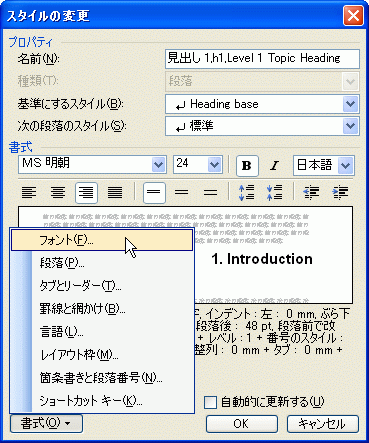 スタイルの変更
プロパティ
名前(N):
見出し 1,h1,Level 1 Topic Heading
種類(T):
段落
基準にするスタイル(B):
↵ Heading base
次の段落のスタイル(S):
↵ 標準
書式
MS 明朝
24
B
I
日本語
1. Introduction
フォント(F)...
段落(P)...
タブとリーダー(T)...
罫線と網かけ(B)...
言語(L)...
レイアウト枠(M)...
箇条書きと段落番号(N)...
ショートカット キー(K)...
F, インデント : 左 : 0 mm, ぶら下
段落後 : 48 pt, 段落前で改
+ レベル : 1 + 番号のスタイル :
整列 : 0 mm + タブ : 0 mm +
自動的に更新する(U)
書式(O)
OK
キャンセル